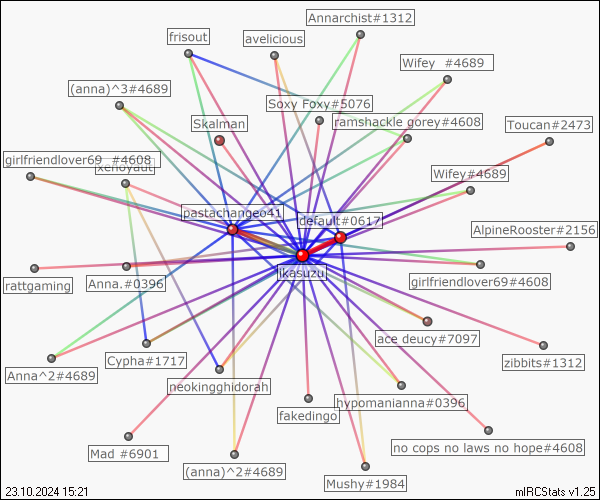 Annarchist#1312
frisout
avelicious
Wifey_#4689
(anna)^3#4689
Soxy Foxy#5076
Skalman
ramshackle gorey#4608
Toucan#2473
girlfriendlover69_#4608
xenoyaut
Wifey#4689
pastachangeo41
default#0617
AlpineRooster#2156
ikasuzu
rattgaming
Anna.#0396
girlfriendlover69#4608
ace deucy#7097
Cypha#1717
zibbits#1312
Anna^2#4689
neokingghidorah
hypomanianna#0396
fakedingo
Mad #6901
no cops no laws no hope#4608
(anna)^2#4689
Mushy#1984
23.10.2024 15:21
mIRCStats v1.25